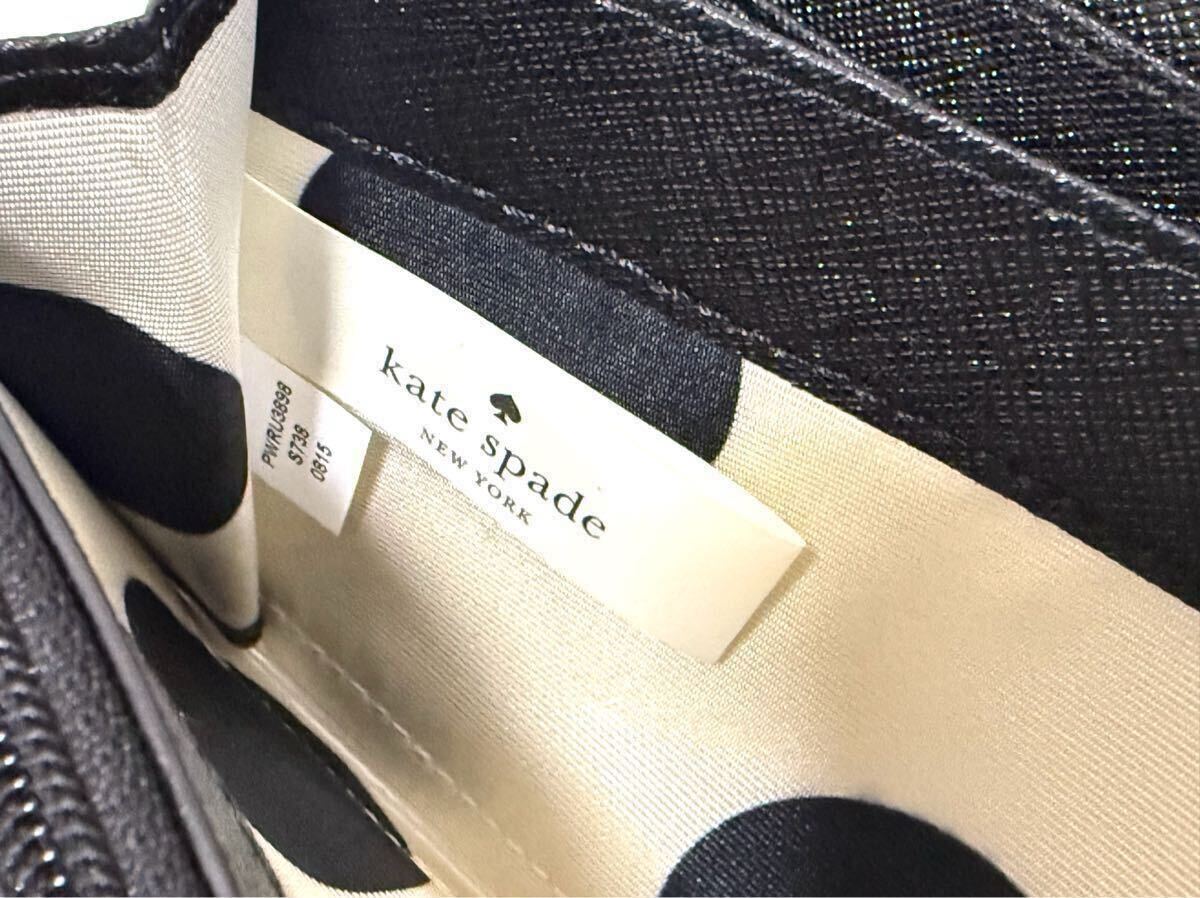 kate spade
NEW YORK
PWRU3898
S738
0815